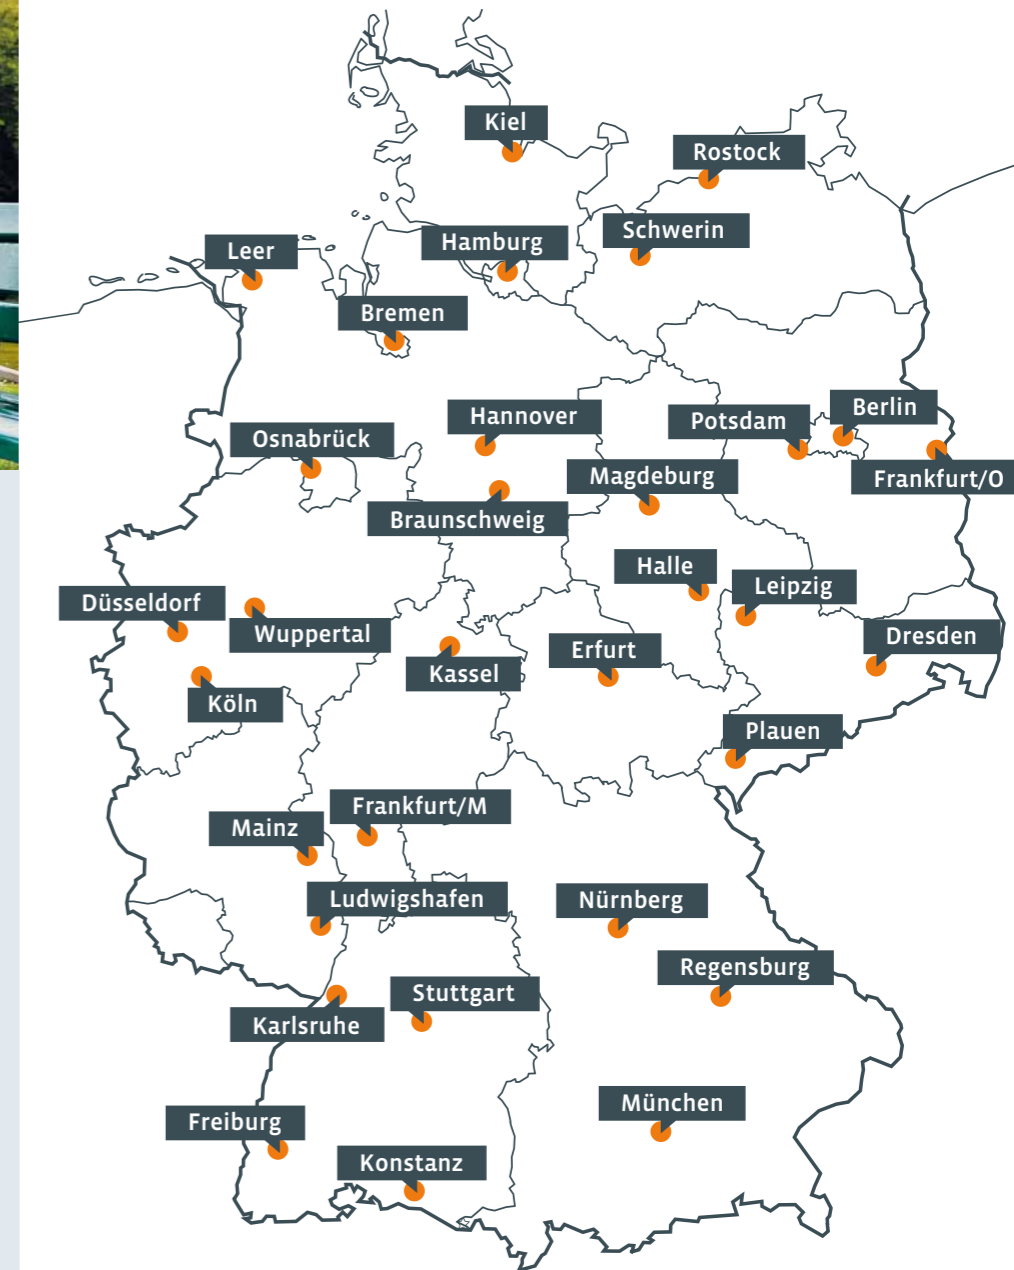 Kiel
Rostock
Schwerin
Hamburg
Leer
Bremen
Berlin
Hannover
Potsdam
Osnabrück
Magdeburg
Frankfurt/O
Braunschweig
Halle
Leipzig
Düsseldorf
Wuppertal
Dresden
Erfurt
Kassel
Köln
Plauen
Frankfurt/M
Mainz
Ludwigshafen
Nürnberg
Regensburg
Stuttgart
Karlsruhe
München
Freiburg
Konstanz